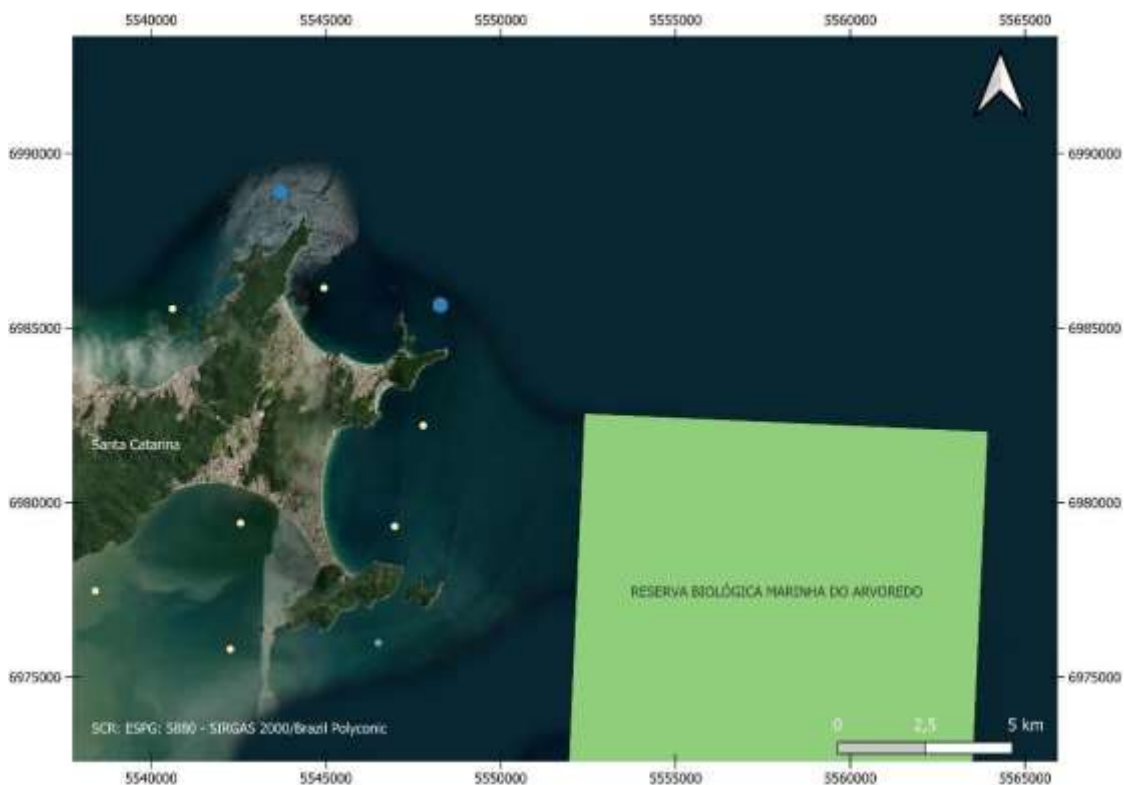 5540000 5545000 5550000 5555000 5560000 5565000
6990000 6990000
6985000 6985000
Santa Catarina
6980000 6980000
RESERVA BIOLÓGICA MARINHA DO ARVOREDO
6975000 6975000
SCR: ESPG: 5880 - SIRGAS 2000/Brazil Polyconic
0 2,5 5 km
5540000 5545000 5550000 5555000 5560000 5565000